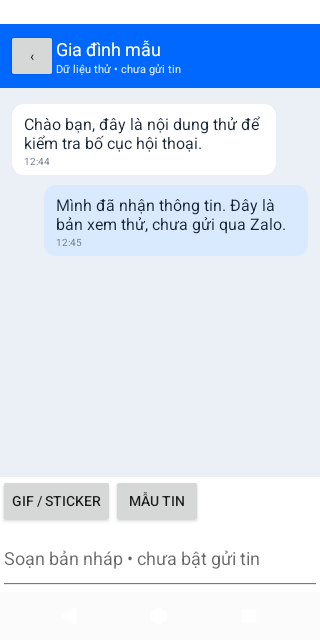 ‹
Gia đình mẫu
Dữ liệu thử • chưa gửi tin
Chào bạn, đây là nội dung thử để
kiểm tra bố cục hội thoại.
12:44
Mình đã nhận thông tin. Đây là
bản xem thử, chưa gửi qua Zalo.
12:45
GIF / STICKER
MẪU TIN
Soạn bản nháp • chưa bật gửi tin